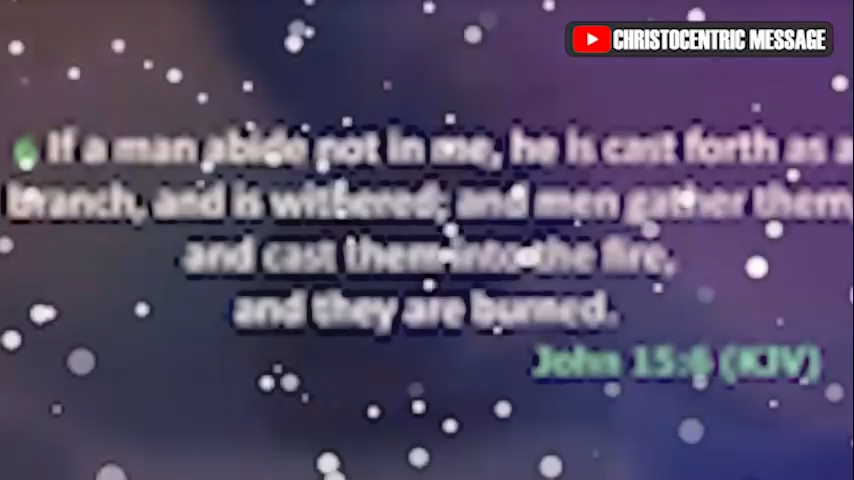 CHRISTOCENTRIC MESSAGE
6 If a man abide not in me, he is cast forth as a
branch, and is withered; and men gather them,
and cast them into the fire,
and they are burned.
John 15:6 (KJV)